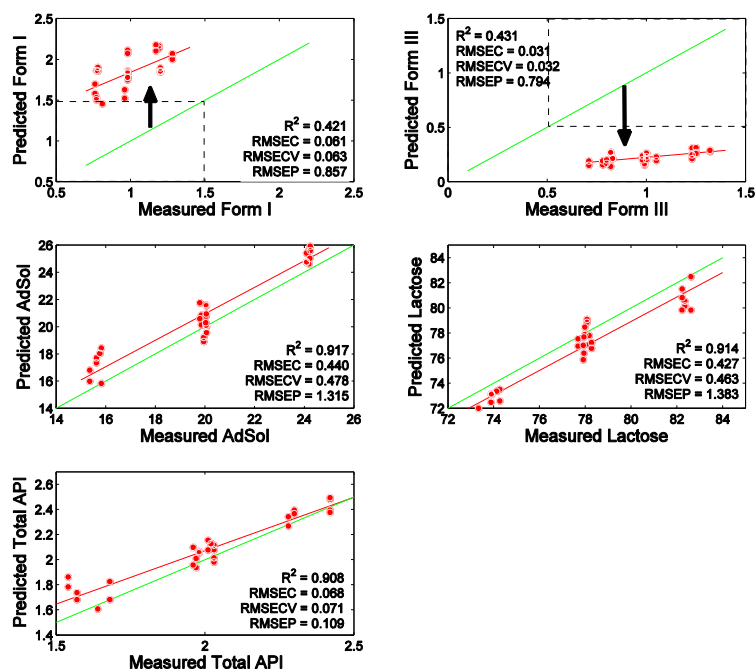 2.5
2
1.5
1
0.5
0.5
1
1.5
2
2.5
Predicted Form I
Measured Form I
R² = 0.421
RMSEC = 0.061
RMSECV = 0.063
RMSEP = 0.857
1.5
1
0.5
0
0
0.5
1
1.5
Predicted Form III
Measured Form III
R² = 0.431
RMSEC = 0.031
RMSECV = 0.032
RMSEP = 0.794
26
24
22
20
18
16
14
14
16
18
20
22
24
26
Predicted AdSol
Measured AdSol
R² = 0.917
RMSEC = 0.440
RMSECV = 0.478
RMSEP = 1.315
84
82
80
78
76
74
72
72
74
76
78
80
82
84
Predicted Lactose
Measured Lactose
R² = 0.914
RMSEC = 0.427
RMSECV = 0.463
RMSEP = 1.383
2.6
2.4
2.2
2
1.8
1.6
1.4
1.5
2
2.5
Predicted Total API
Measured Total API
R² = 0.908
RMSEC = 0.068
RMSECV = 0.071
RMSEP = 0.109